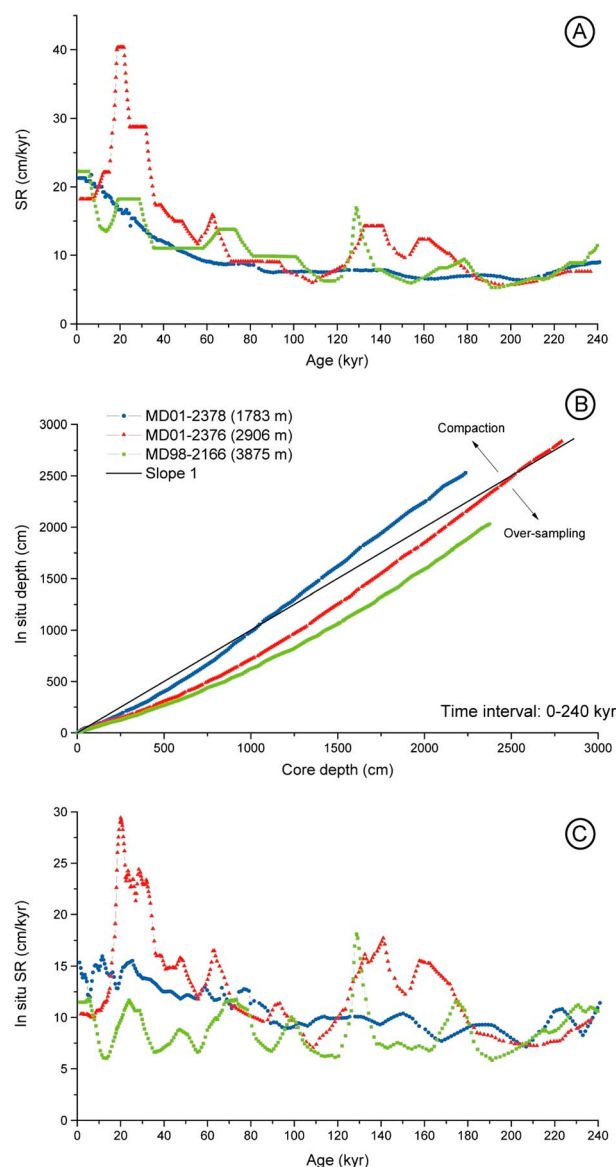 A
40
30
20
10
0
SR (cm/kyr)
0 20 40 60 80 100 120 140 160 180 200 220 240
Age (kyr)
B
3000
2500
2000
1500
1000
500
0
In situ depth (cm)
MD01-2378 (1783 m)
MD01-2376 (2906 m)
MD98-2166 (3875 m)
Slope 1
Compaction
Over-sampling
Time interval: 0-240 kyr
0 500 1000 1500 2000 2500 3000
Core depth (cm)
C
30
25
20
15
10
5
0
In situ SR (cm/kyr)
0 20 40 60 80 100 120 140 160 180 200 220 240
Age (kyr)